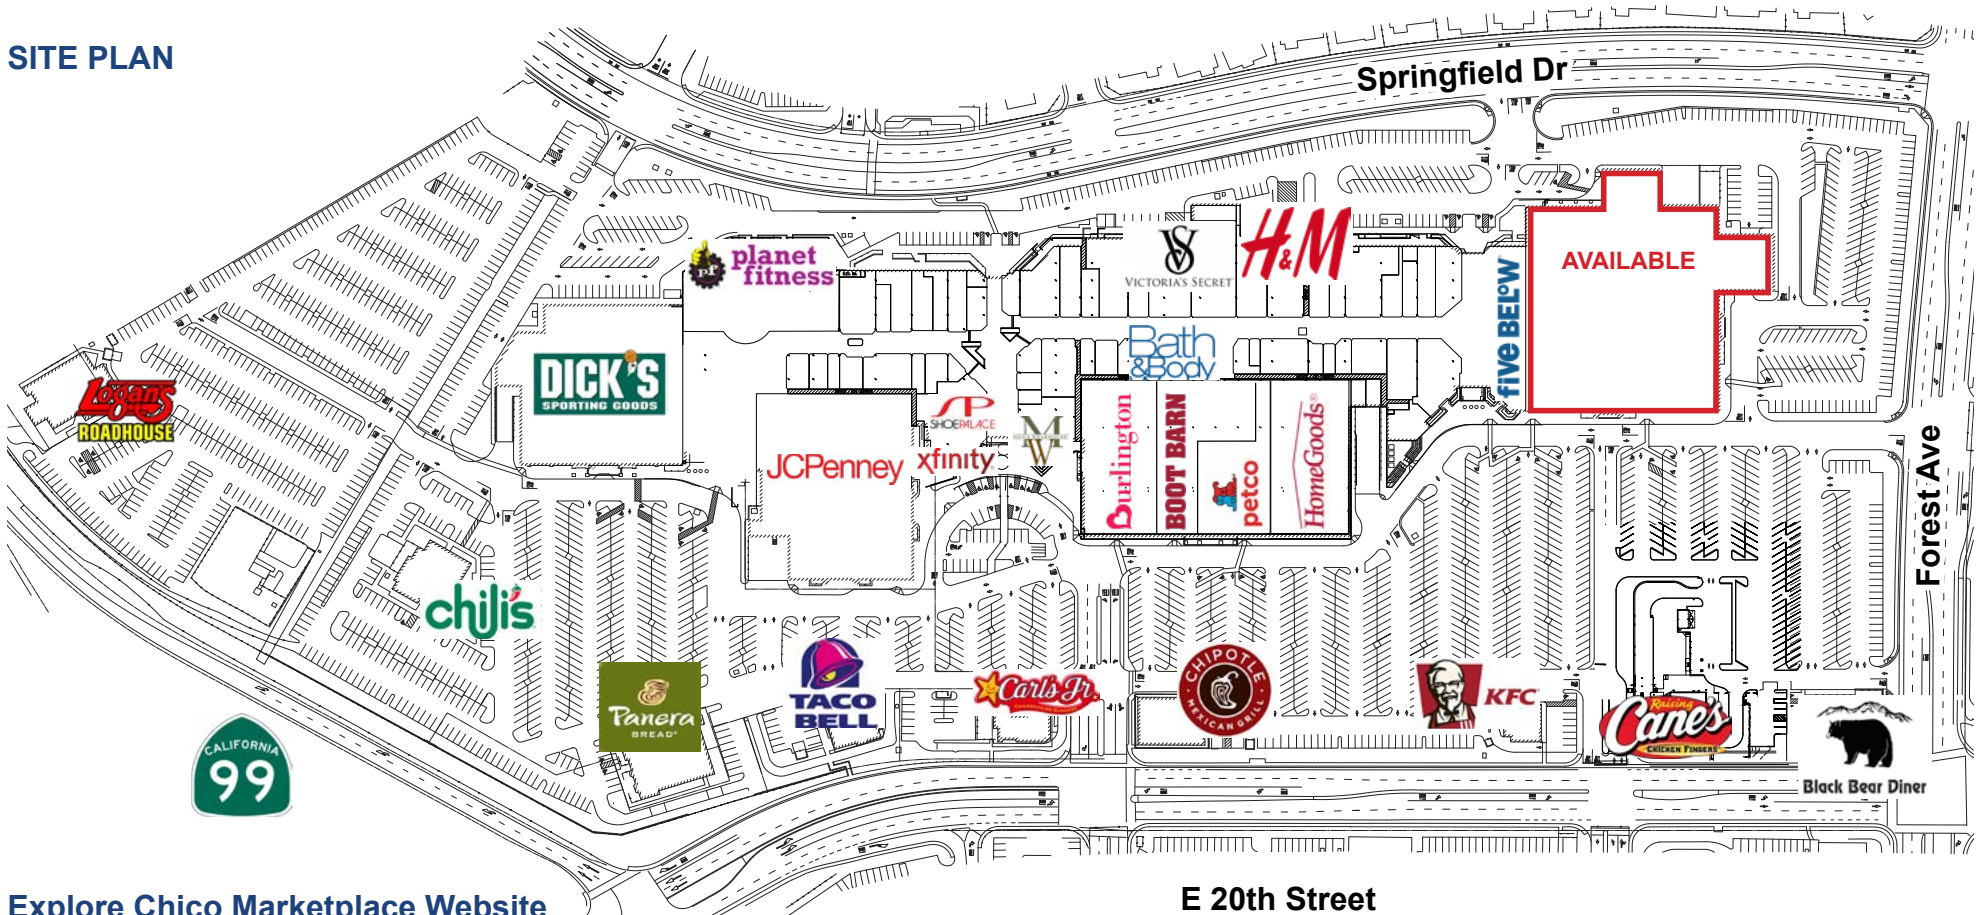 SITE PLAN
Springfield Dr
planet
fitness
VICTORIA'S SECRET
H&M
five BELOW
AVAILABLE
Bath
&Body
DICK'S
SPORTING GOODS
Logan's
ROADHOUSE
SHOEPALACE
xfinity
MW
JCPenney
Burlington
BOOT BARN
petco
HomeGoods®
Forest Ave
chili's
Panera
BREAD®
TACO
BELL
Carl's Jr.
CHIPOTLE
MEXICAN GRILL
KFC
Raising
Cane's
CHICKEN FINGERS
Black Bear Diner
CALIFORNIA
99
E 20th Street
Explore Chico Marketplace Website